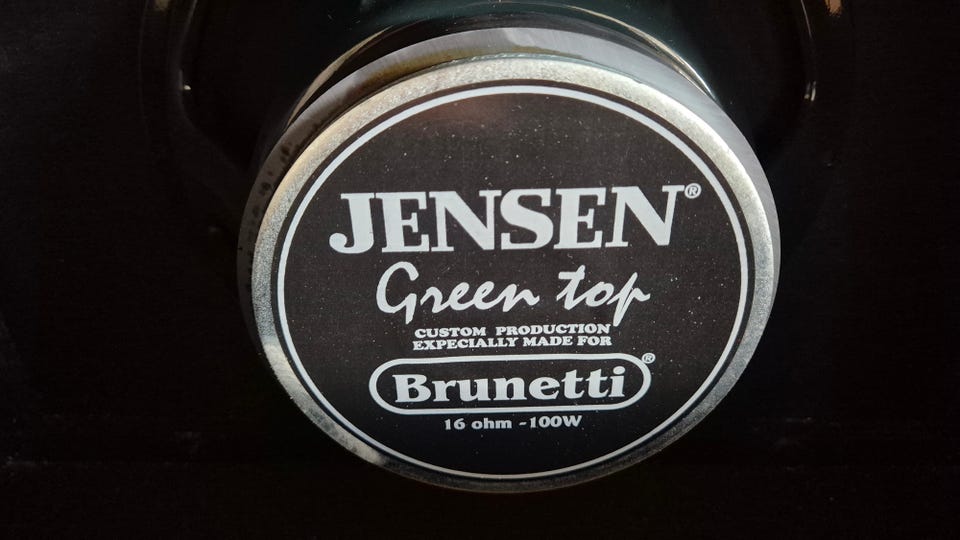 JENSEN®
Green top
CUSTOM PRODUCTION
EXPECIALLY MADE FOR
Brunetti®
16 ohm -100W